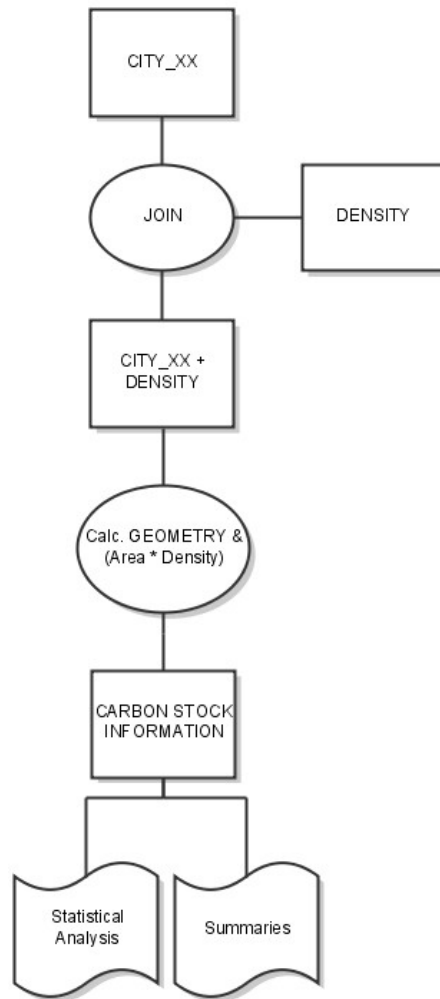 CITY_XX
JOIN
DENSITY
CITY_XX +
DENSITY
Calc. GEOMETRY &
(Area * Density)
CARBON STOCK
INFORMATION
Statistical
Analysis
Summaries